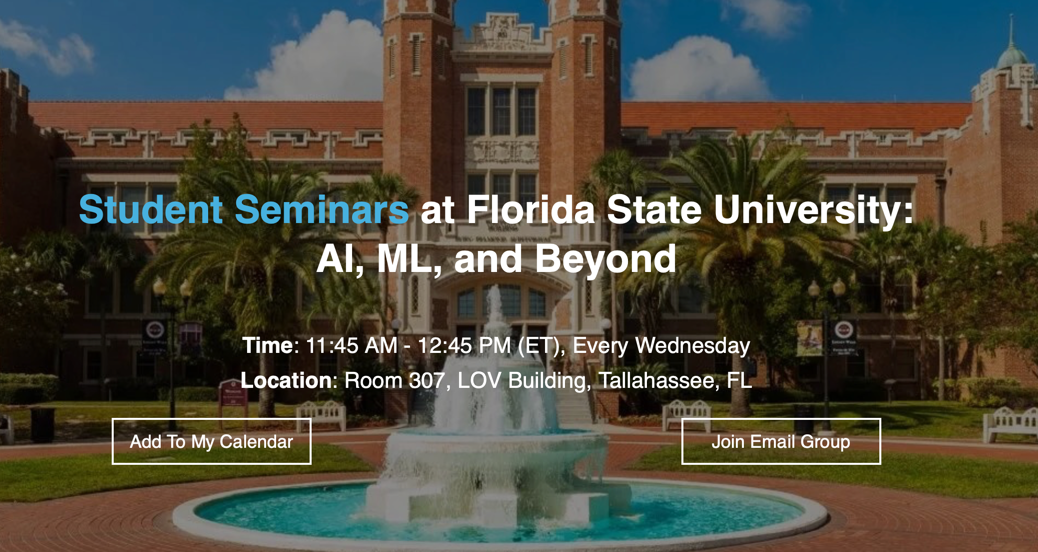 Student Seminars at Florida State University:
AI, ML, and Beyond
Time: 11:45 AM - 12:45 PM (ET), Every Wednesday
Location: Room 307, LOV Building, Tallahassee, FL
Add To My Calendar
Join Email Group